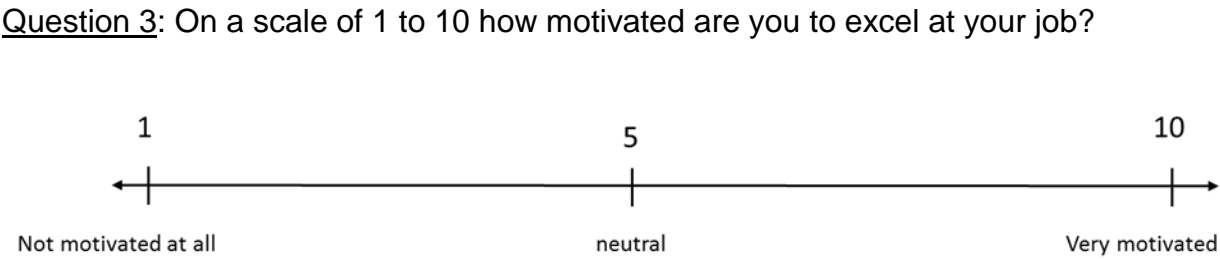 Question 3: On a scale of 1 to 10 how motivated are you to excel at your job?
1 5 10
Not motivated at all neutral Very motivated